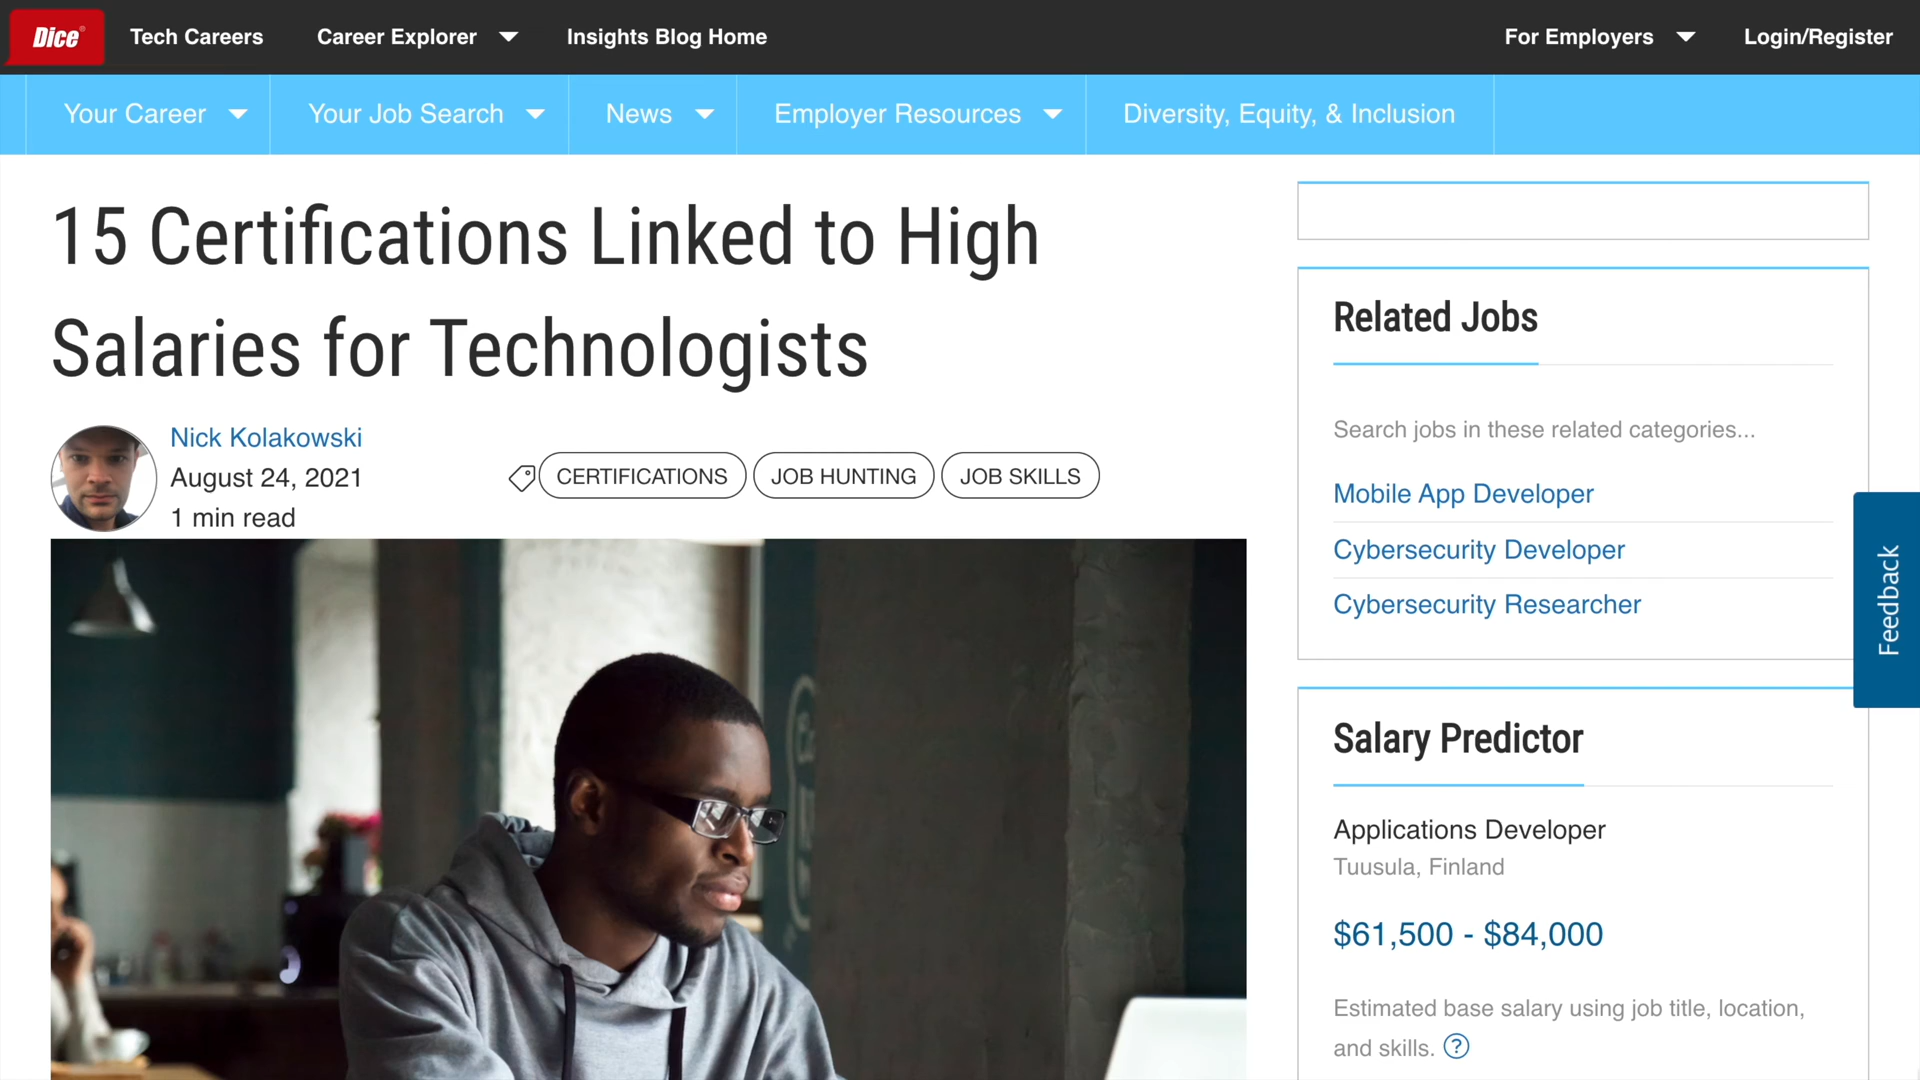 Dice
Tech Careers
Career Explorer
Insights Blog Home
For Employers
Login/Register
Your Career
Your Job Search
News
Employer Resources
Diversity, Equity, & Inclusion
15 Certifications Linked to High
Salaries for Technologists
Nick Kolakowski
August 24, 2021
1 min read
CERTIFICATIONS
JOB HUNTING
JOB SKILLS
Related Jobs
Search jobs in these related categories...
Mobile App Developer
Cybersecurity Developer
Cybersecurity Researcher
Feedback
Salary Predictor
Applications Developer
Tuusula, Finland
$61,500 - $84,000
Estimated base salary using job title, location,
and skills. ?